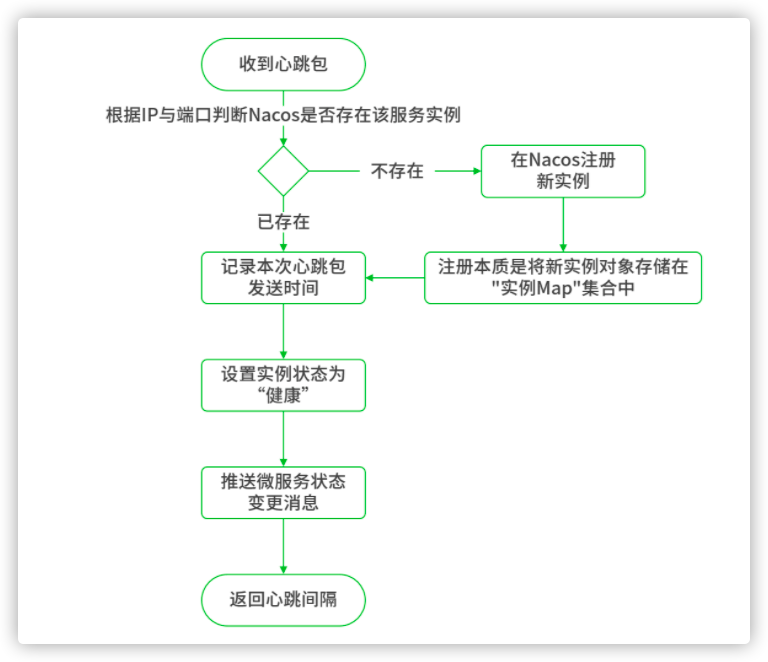 收到心跳包
根据IP与端口判断Nacos是否存在该服务实例
不存在
在Nacos注册
新实例
已存在
记录本次心跳包
发送时间
注册本质是将新实例对象存储在
"实例Map"集合中
设置实例状态为
“健康”
推送微服务状态
变更消息
返回心跳间隔